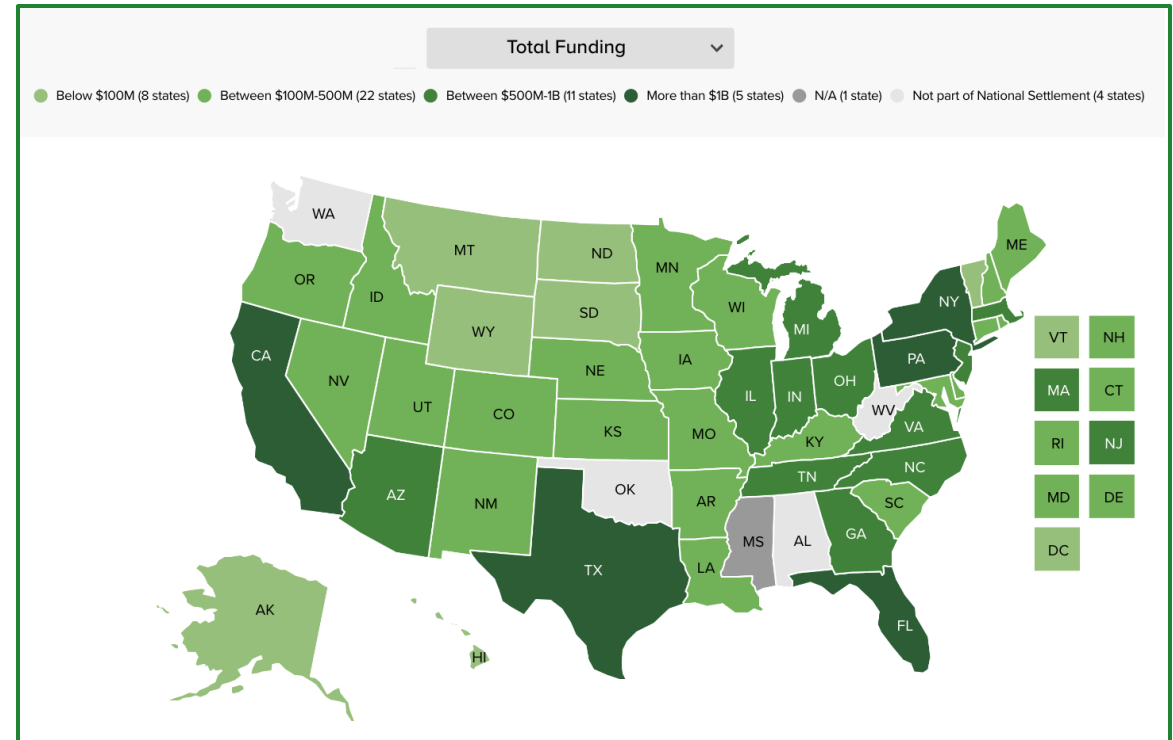 Total Funding
Below $100M (8 states) Between $100M-500M (22 states) Between $500M-1B (11 states) More than $1B (5 states) N/A (1 state) Not part of National Settlement (4 states)
WA
MT
ND
MN
ME
OR
ID
SD
WI
NY
WY
MI
VT
NH
CA
NV
NE
IA
PA
UT
CO
IL
IN
OH
MA
CT
KS
MO
WV
VA
KY
RI
NJ
AZ
NM
OK
AR
TN
NC
SC
MD
DE
MS
AL
GA
DC
TX
LA
AK
HI
FL